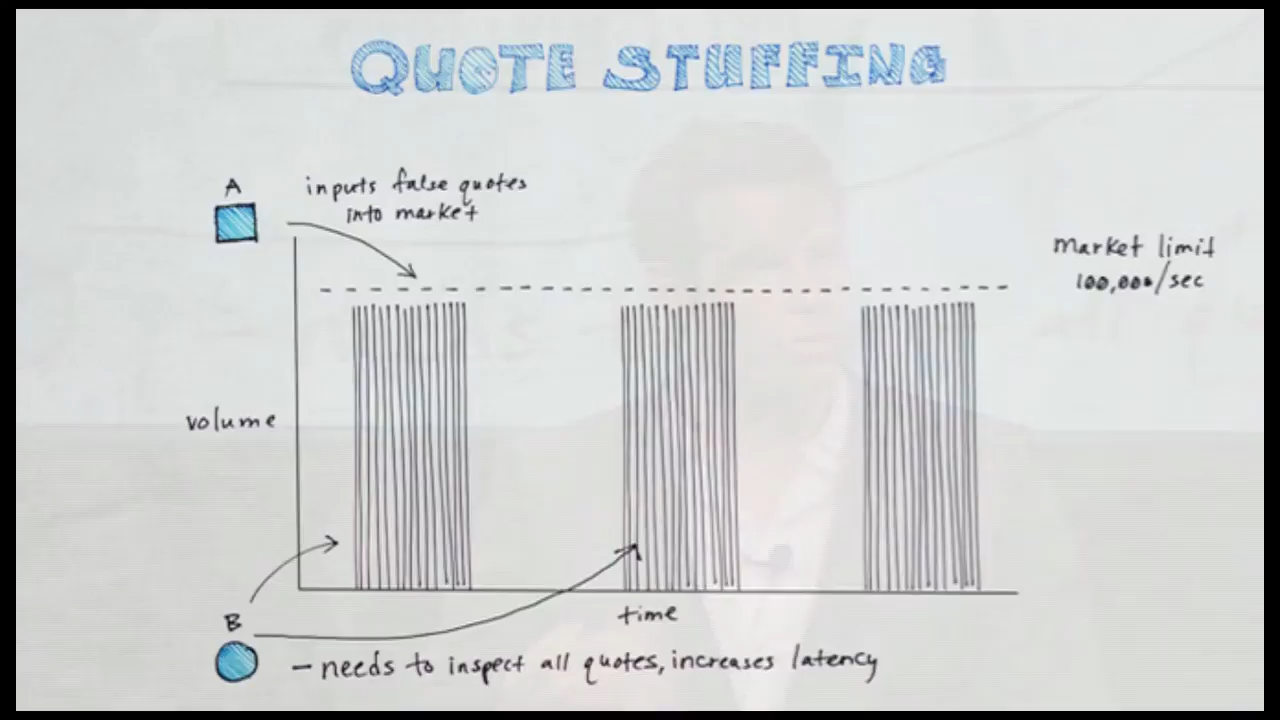 QUOTE STUFFING
A
inputs false quotes
into market
market limit
100,000/sec
volume
time
B
– needs to inspect all quotes, increases latency